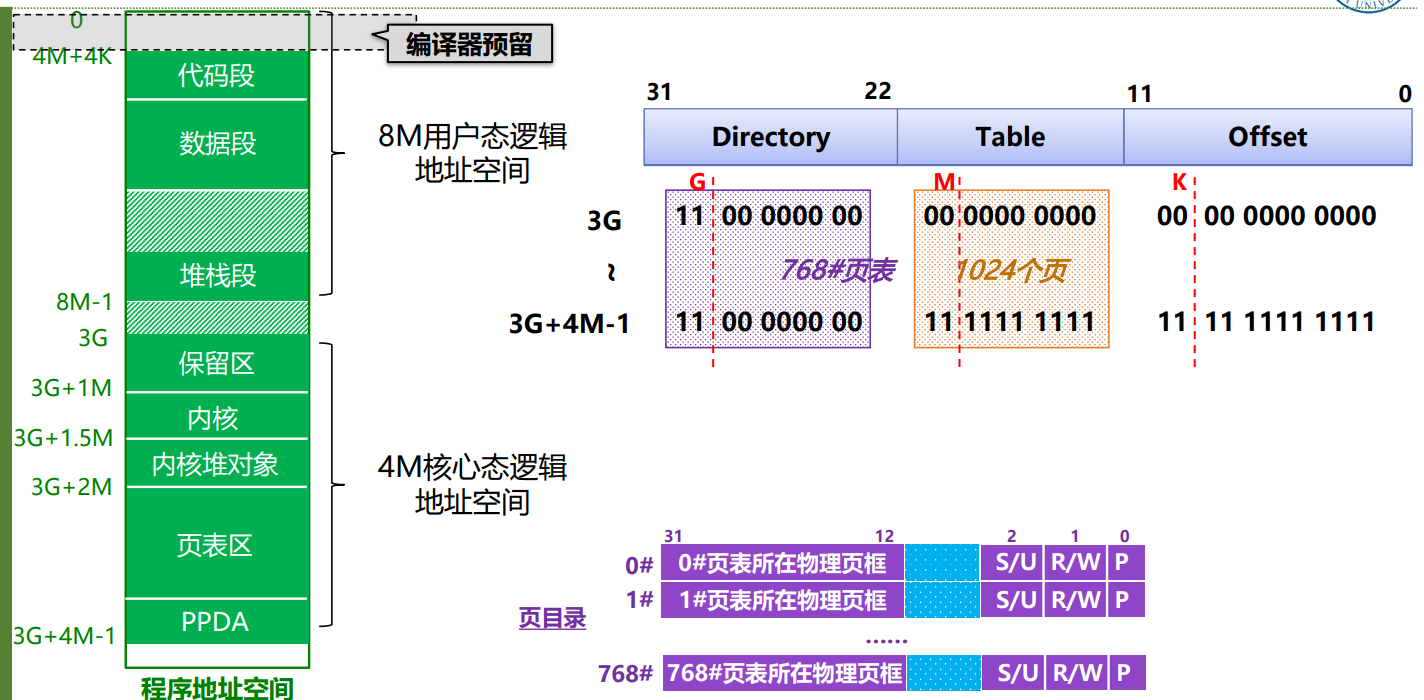 0
编译器预留
4M+4K
代码段
数据段
8M用户态逻辑
地址空间
堆栈段
8M-1
3G
保留区
3G+1M
内核
3G+1.5M
内核堆对象
3G+2M
4M核心态逻辑
地址空间
页表区
PPDA
3G+4M-1
程序地址空间
31 22 11 0
Directory Table Offset
G M K
3G 11 00 0000 00 00 0000 0000 00 00 0000 0000
~ 768#页表 1024个页
3G+4M-1 11 00 0000 00 11 1111 1111 11 11 1111 1111
31 12 2 1 0
0# 0#页表所在物理页框 S/U R/W P
1# 1#页表所在物理页框 S/U R/W P
页目录
......
768# 768#页表所在物理页框 S/U R/W P